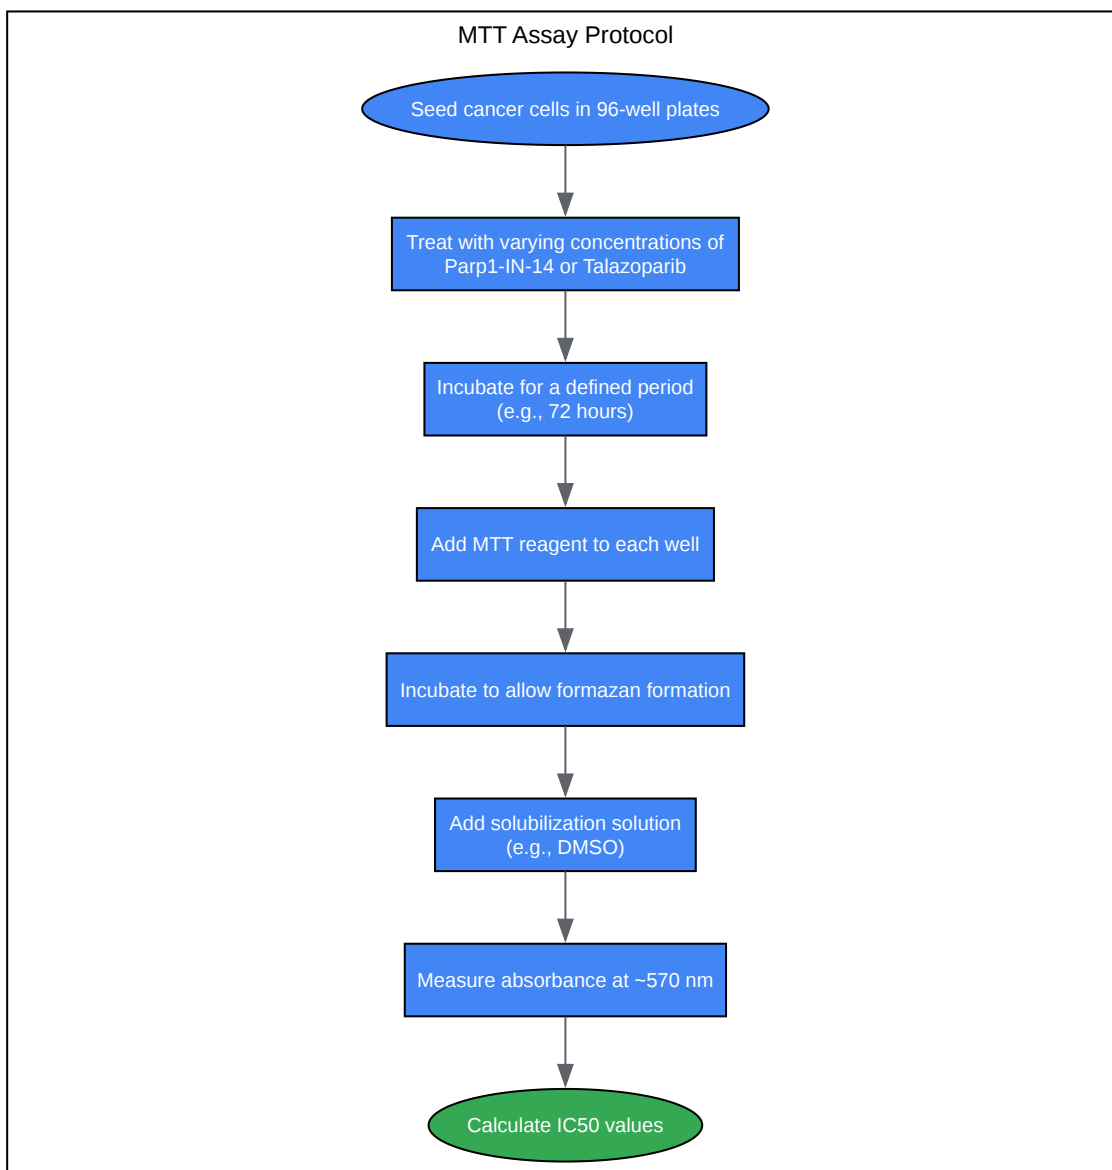 MTT Assay Protocol
Seed cancer cells in 96-well plates
Treat with varying concentrations of
Parp1-IN-14 or Talazoparib
Incubate for a defined period
(e.g., 72 hours)
Add MTT reagent to each well
Incubate to allow formazan formation
Add solubilization solution
(e.g., DMSO)
Measure absorbance at ~570 nm
Calculate IC50 values